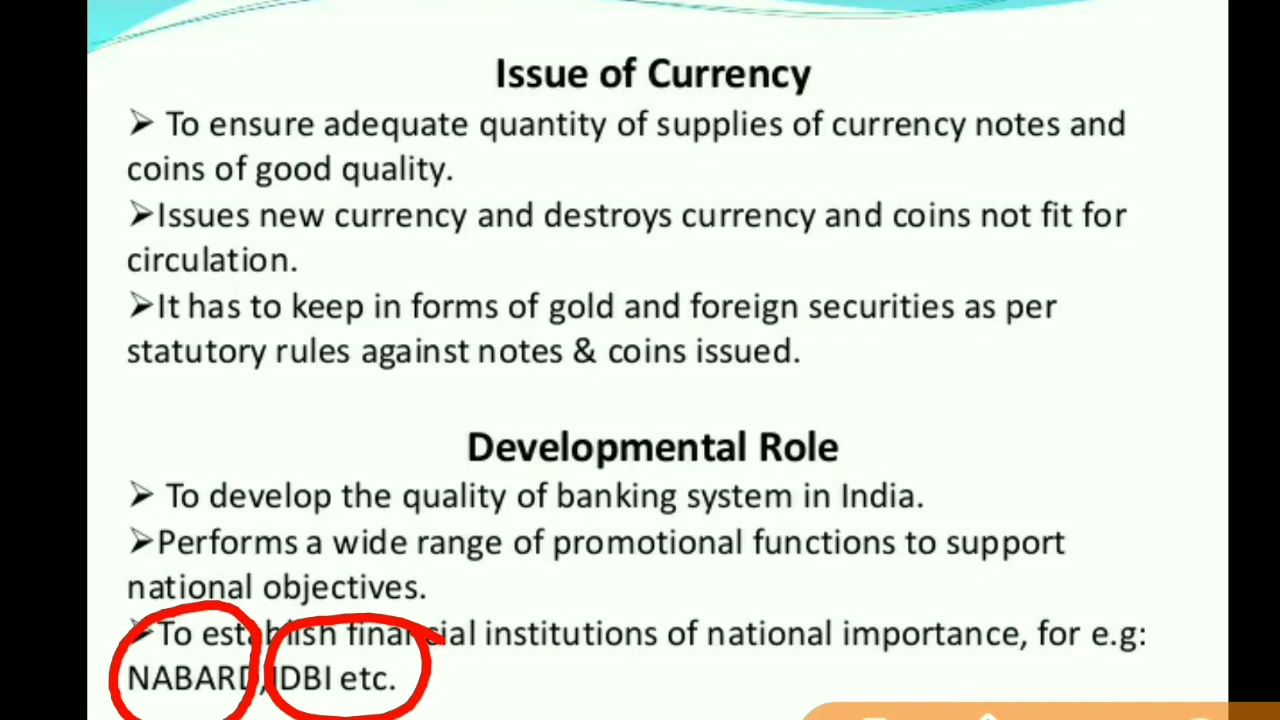 Issue of Currency
➢ To ensure adequate quantity of supplies of currency notes and
coins of good quality.
➢Issues new currency and destroys currency and coins not fit for
circulation.
➢It has to keep in forms of gold and foreign securities as per
statutory rules against notes & coins issued.
Developmental Role
➢ To develop the quality of banking system in India.
➢Performs a wide range of promotional functions to support
national objectives.
➢To establish financial institutions of national importance, for e.g:
NABARD,IDBI etc.